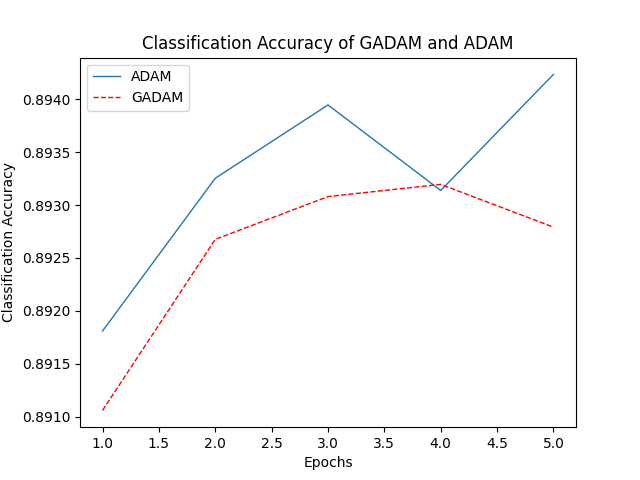 Classification Accuracy of GADAM and ADAM
ADAM
GADAM
Classification Accuracy
0.8940
0.8935
0.8930
0.8925
0.8920
0.8915
0.8910
1.0 1.5 2.0 2.5 3.0 3.5 4.0 4.5 5.0
Epochs